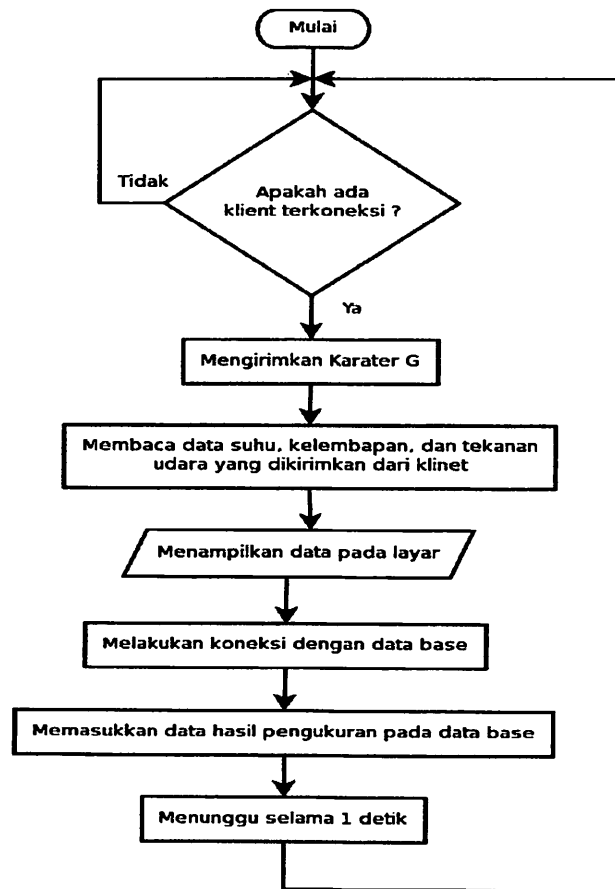 Mulai
Tidak
Apakah ada
klient terkoneksi ?
Ya
Mengirimkan Karater G
Membaca data suhu, kelembapan, dan tekanan
udara yang dikirimkan dari klinet
Menampilkan data pada layar
Melakukan koneksi dengan data base
Memasukkan data hasil pengukuran pada data base
Menunggu selama 1 detik